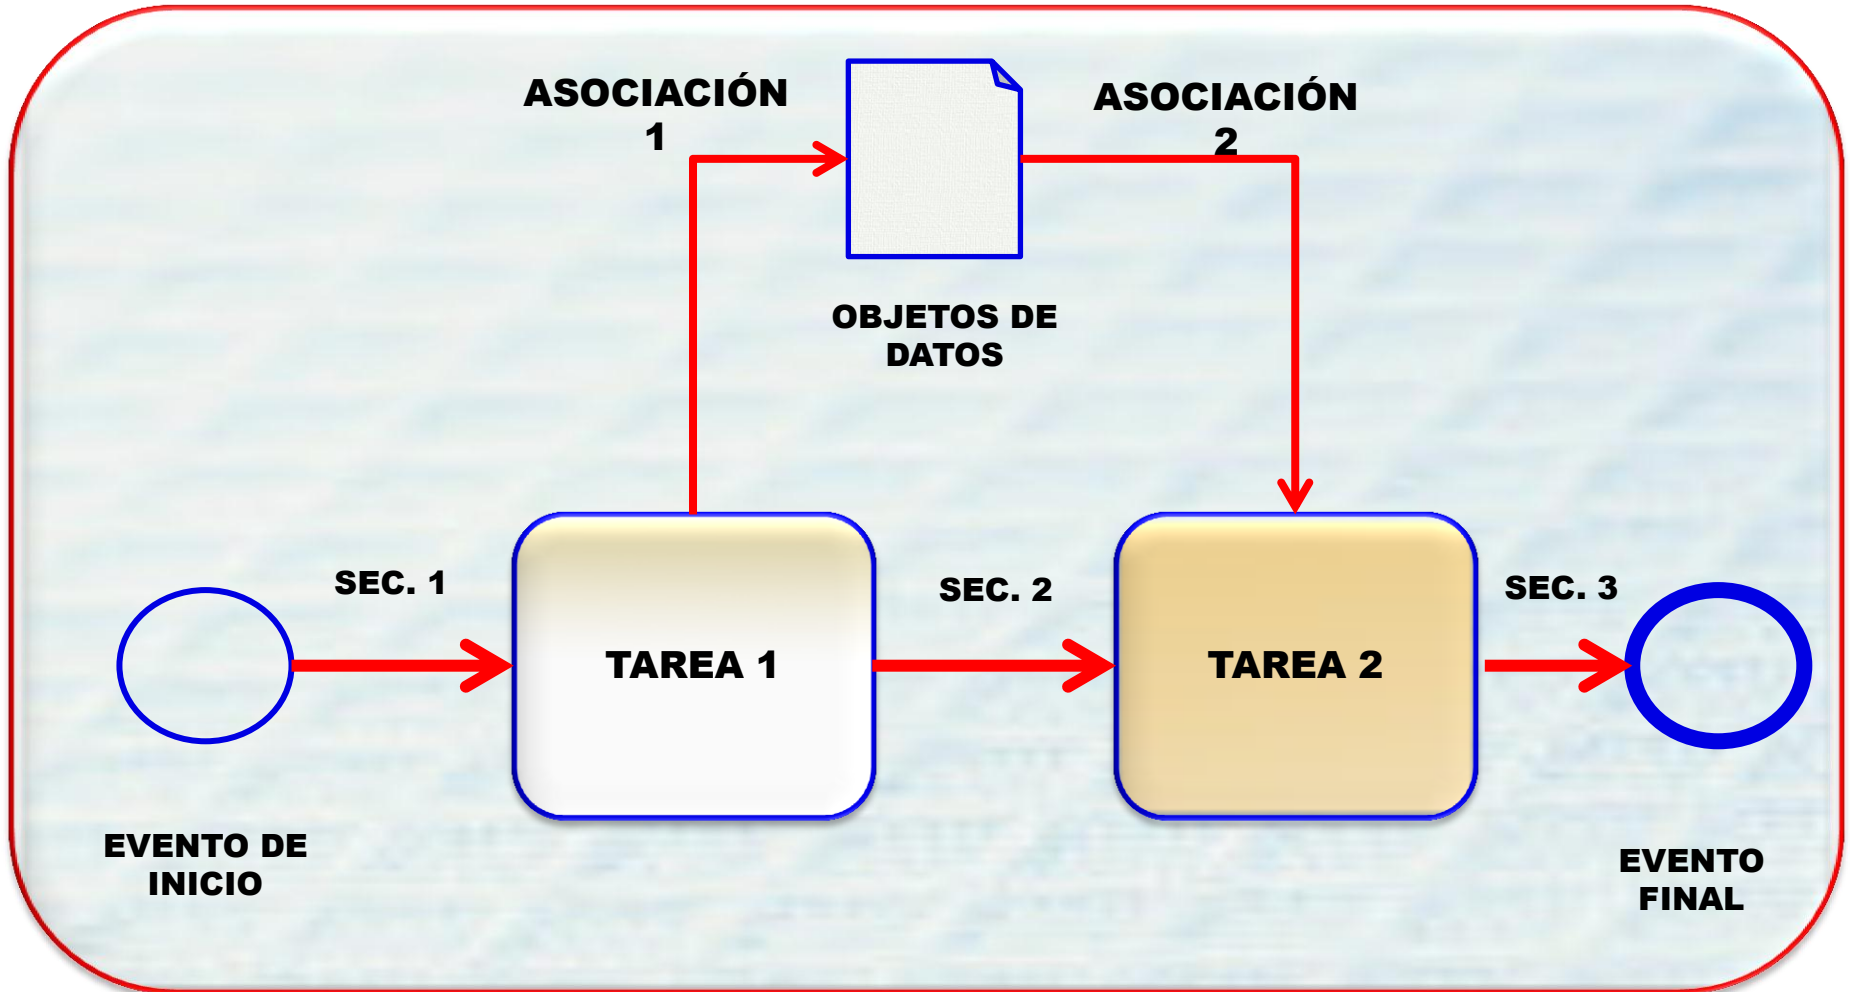 ASOCIACIÓN
1
ASOCIACIÓN
2
OBJETOS DE
DATOS
SEC. 1
SEC. 2
SEC. 3
TAREA 1
TAREA 2
EVENTO DE
INICIO
EVENTO
FINAL